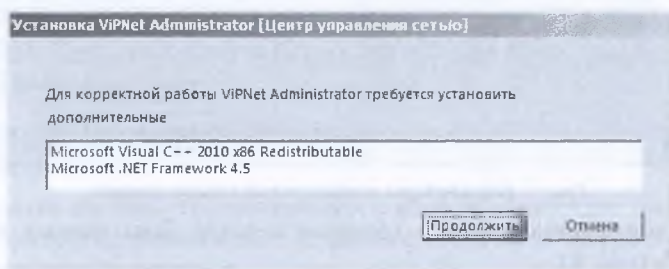 Установка ViPNet Administrator [Центр управления сетью]
Для корректной работы ViPNet Administrator требуется установить
дополнительные
Microsoft Visual C-- 2010 x86 Redistributable
Microsoft .NET Framework 4.5
Продолжить
Отмена